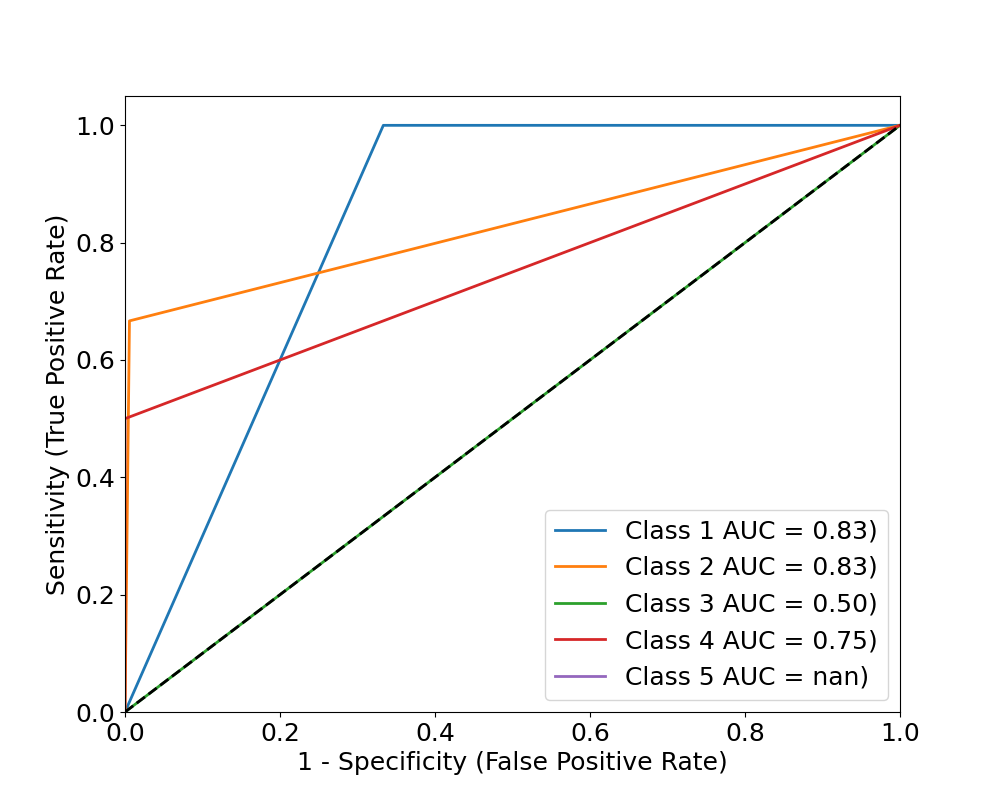 1.0
0.8
0.6
0.4
0.2
0.0
Sensitivity (True Positive Rate)
Class 1 AUC = 0.83)
Class 2 AUC = 0.83)
Class 3 AUC = 0.50)
Class 4 AUC = 0.75)
Class 5 AUC = nan)
0.0 0.2 0.4 0.6 0.8 1.0
1 - Specificity (False Positive Rate)